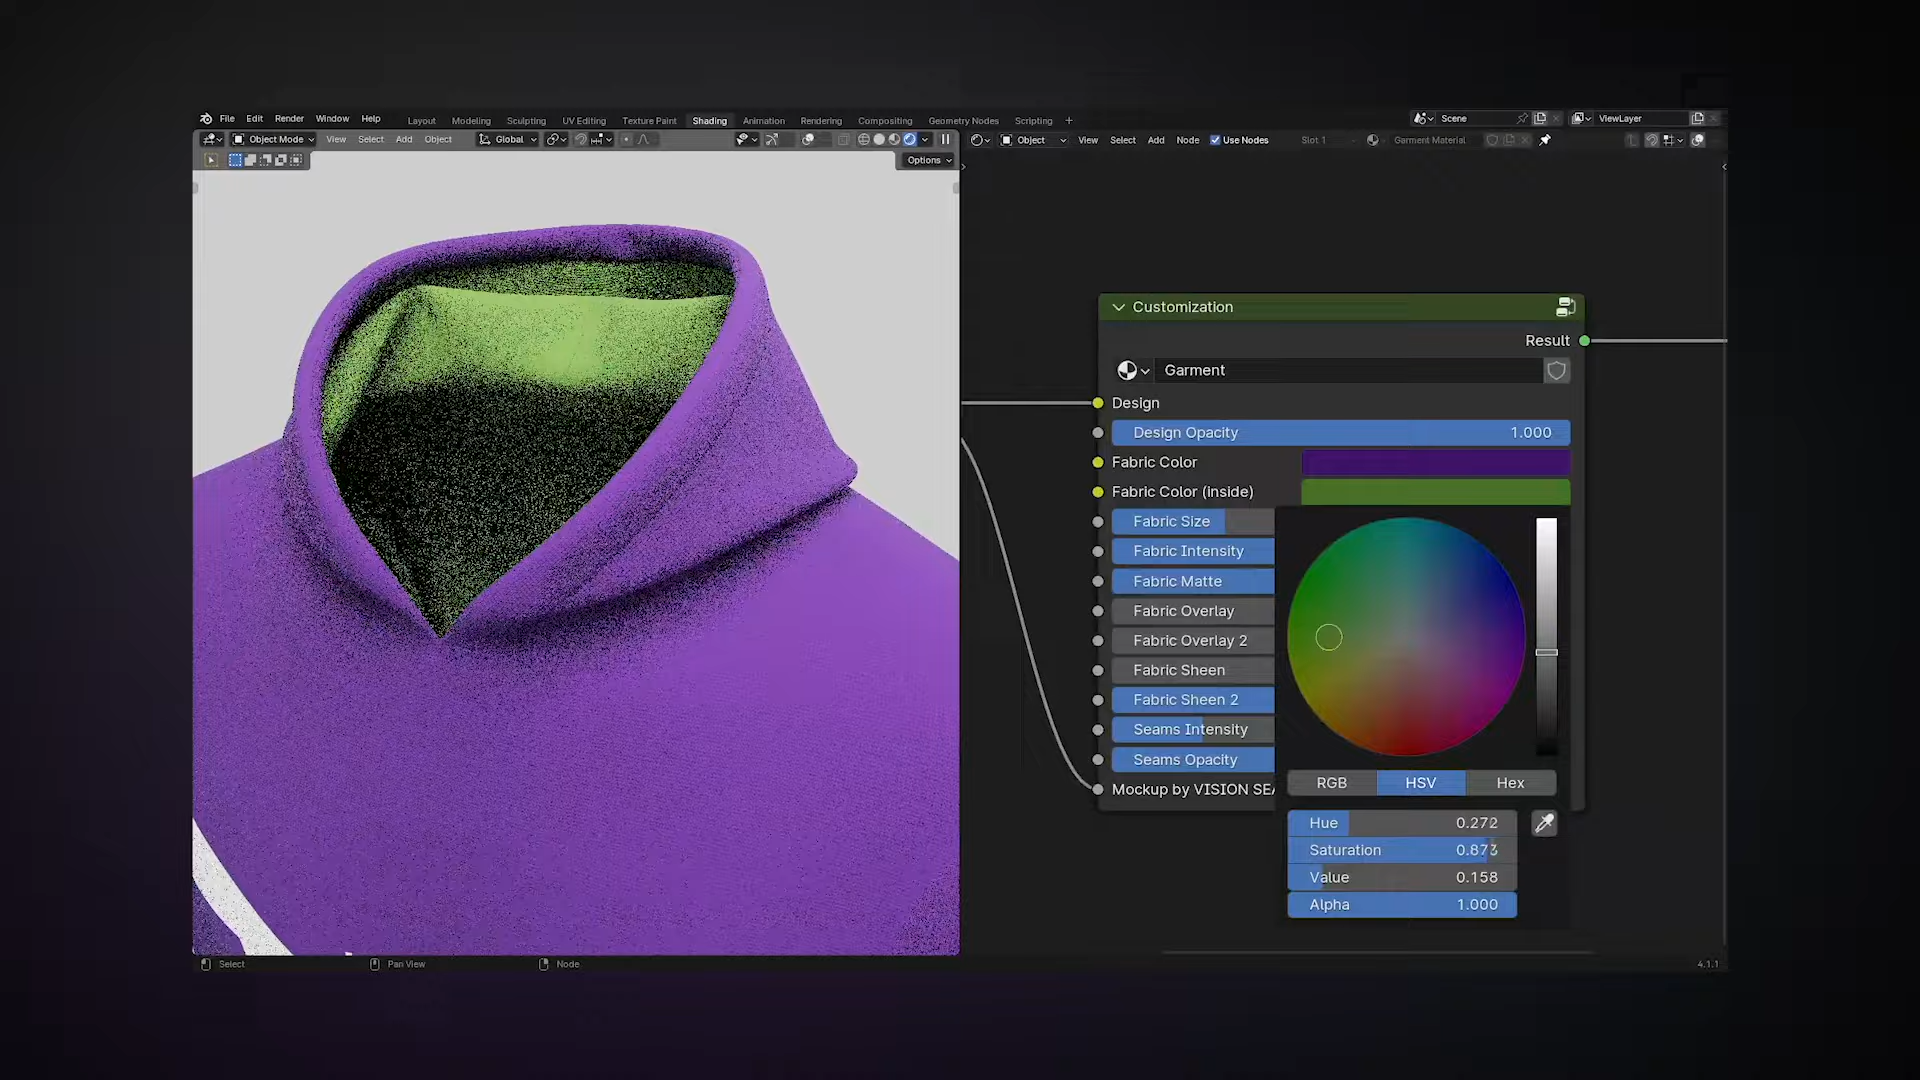 File Edit Render Window Help Layout Modeling Sculpting UV Editing Texture Paint Shading Animation Rendering Compositing Geometry Nodes Scripting + Scene ViewLayer
Object Mode View Select Add Object Global Object View Select Add Node Use Nodes Slot 1 Garment Material
Options
Customization
Result
Garment
Design
Design Opacity 1.000
Fabric Color
Fabric Color (inside)
Fabric Size
Fabric Intensity
Fabric Matte
Fabric Overlay
Fabric Overlay 2
Fabric Sheen
Fabric Sheen 2
Seams Intensity
Seams Opacity
Mockup by VISION SEA
RGB HSV Hex
Hue 0.272
Saturation 0.873
Value 0.158
Alpha 1.000
Select Pan View Node 4.1.1